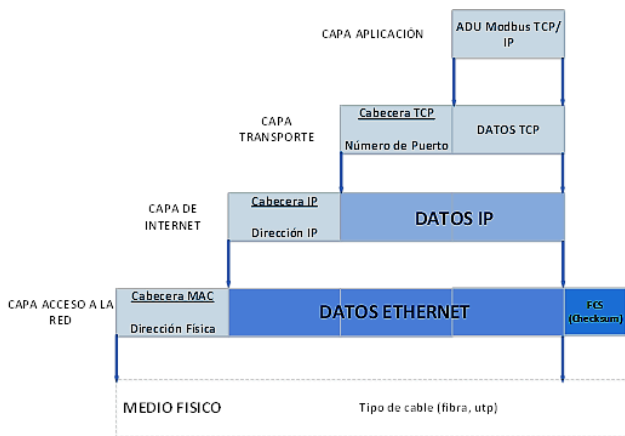 CAPA APLICACIÓN
ADU Modbus TCP/
IP
CAPA
TRANSPORTE
Cabecera TCP
Número de Puerto
DATOS TCP
CAPA DE
INTERNET
Cabecera IP
Dirección IP
DATOS IP
CAPA ACCESO A LA
RED
Cabecera MAC
Dirección Física
DATOS ETHERNET
FCS
(Checksum)
MEDIO FISICO
Tipo de cable (fibra, utp)